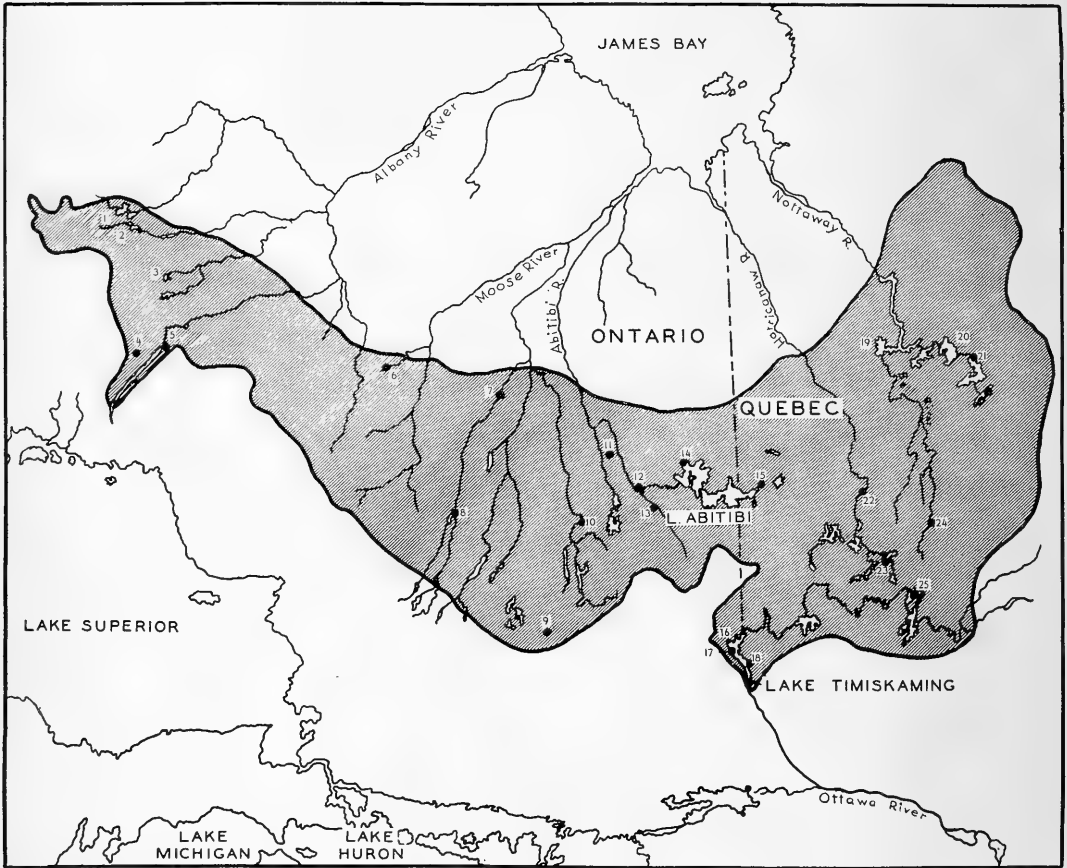 JAMES BAY
Albany River
Nottaway R.
Moose River
Abitibi R.
Harricanaw R.
ONTARIO
QUEBEC
1
2
3
4
5
6
7
8
9
10
11
12
13
14
15
16
17
18
19
20
21
22
23
24
25
L. ABITIBI
LAKE SUPERIOR
LAKE TIMISKAMING
Ottawa River
LAKE
MICHIGAN
LAKE
HURON